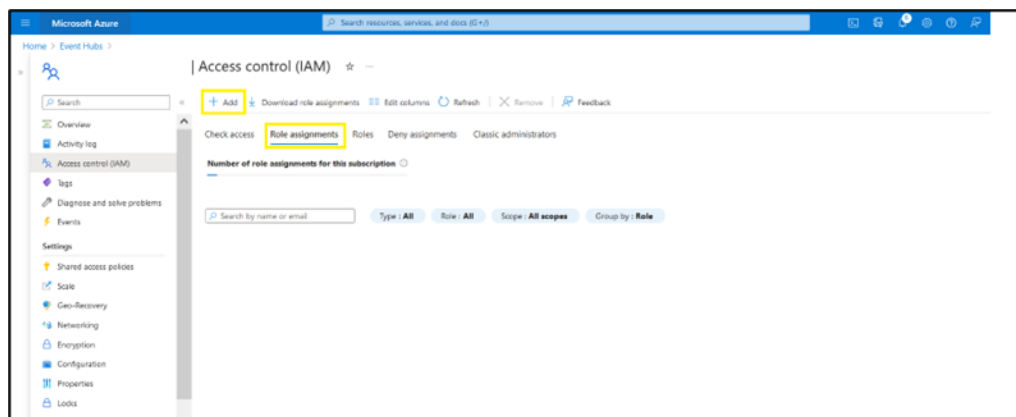 Microsoft Azure
Search resources, services, and docs (G+/)
Home > Event Hubs >
| Access control (IAM)
Search
+ Add
Download role assignments
Edit columns
Refresh
Remove
Feedback
Overview
Activity log
Access control (IAM)
Tags
Diagnose and solve problems
Events
Settings
Shared access policies
Scale
Geo-Recovery
Networking
Encryption
Configuration
Properties
Locks
Check access
Role assignments
Roles
Deny assignments
Classic administrators
Number of role assignments for this subscription
Search by name or email
Type : All
Role : All
Scope : All scopes
Group by : Role